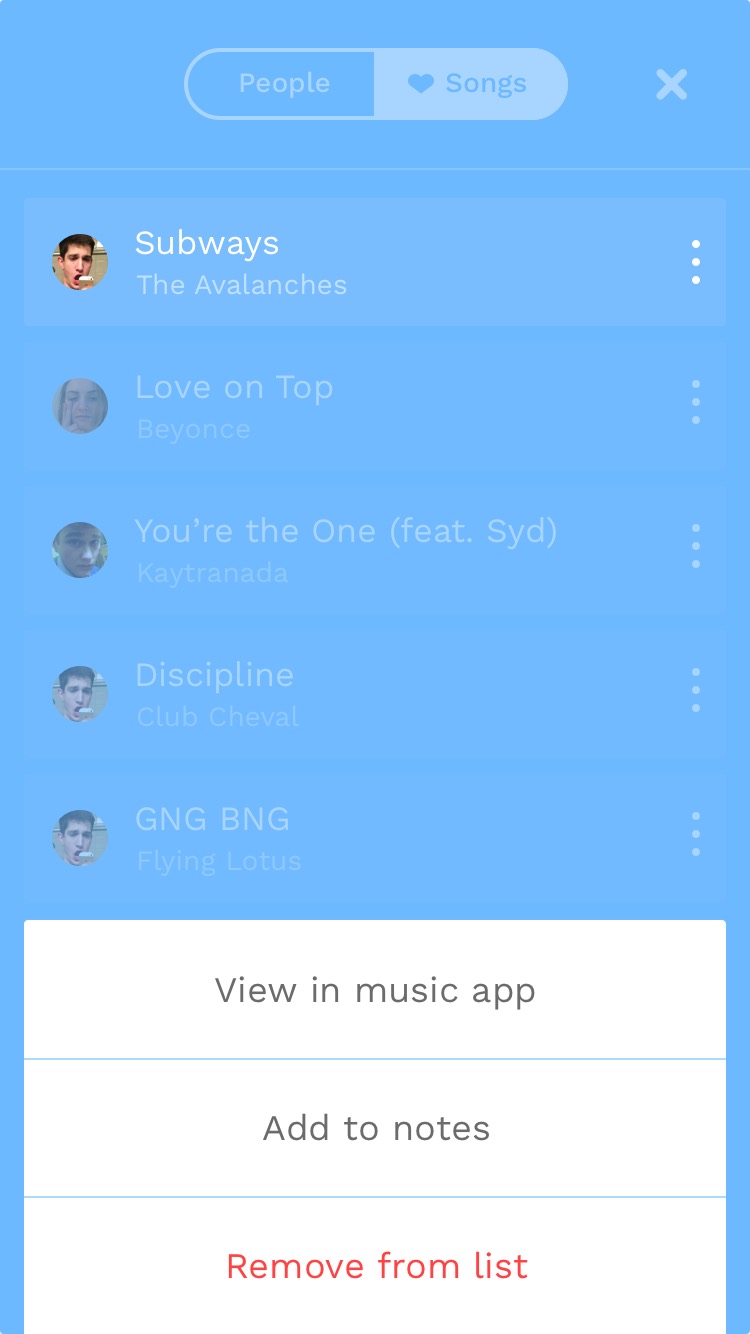 People Songs
Subways
The Avalanches
Love on Top
Beyonce
You’re the One (feat. Syd)
Kaytranada
Discipline
Club Cheval
GNG BNG
Flying Lotus
View in music app
Add to notes
Remove from list